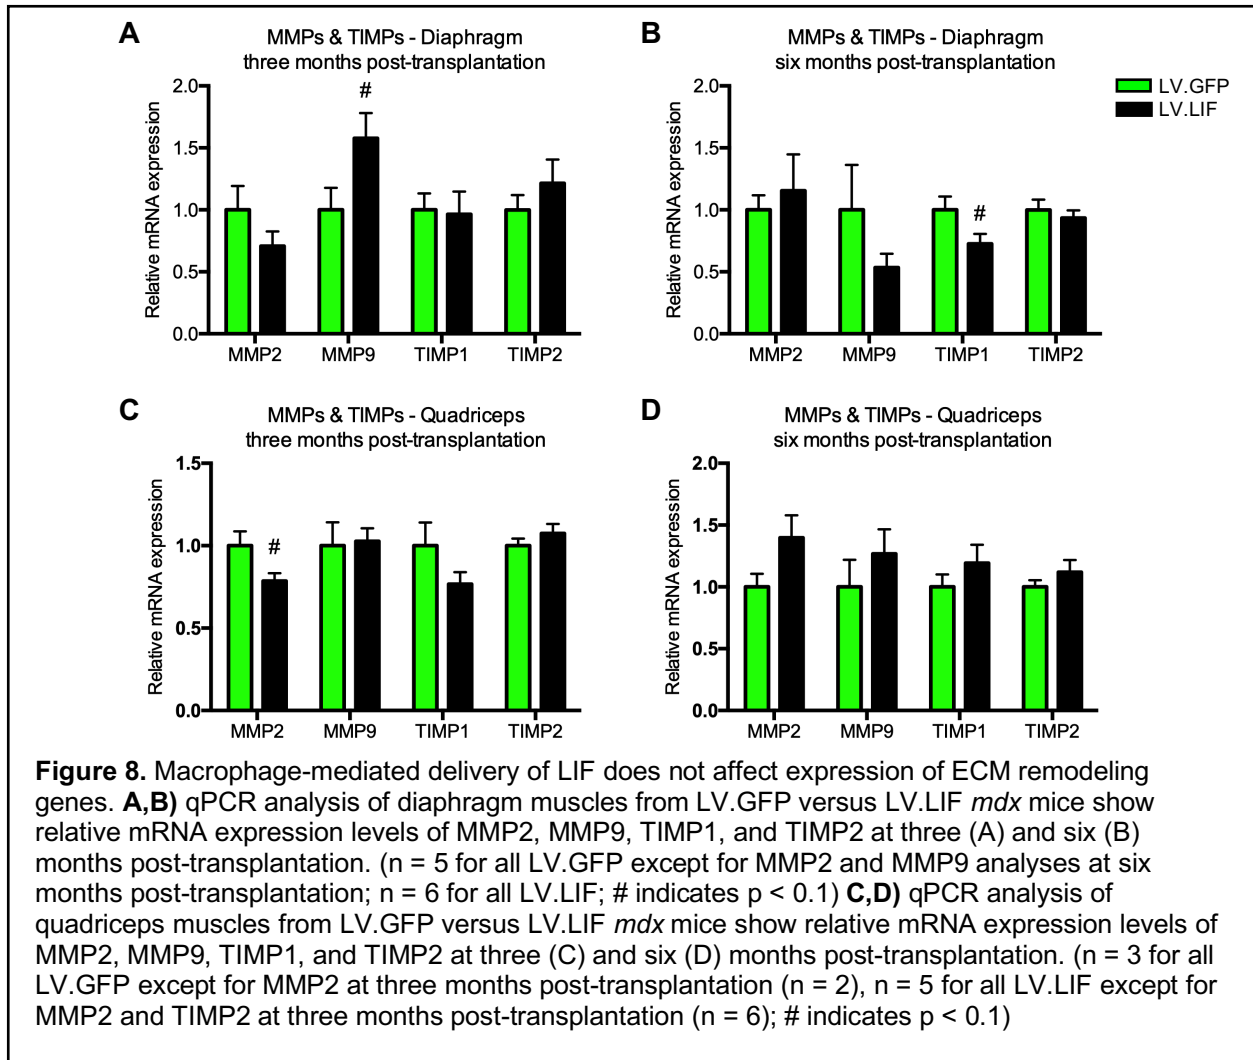 A
MMPs & TIMPs - Diaphragm
three months post-transplantation
Relative mRNA expression
2.0
1.5
1.0
0.5
0.0
#
MMP2 MMP9 TIMP1 TIMP2
B
MMPs & TIMPs - Diaphragm
six months post-transplantation
Relative mRNA expression
2.0
1.5
1.0
0.5
0.0
#
MMP2 MMP9 TIMP1 TIMP2
LV.GFP
LV.LIF
C
MMPs & TIMPs - Quadriceps
three months post-transplantation
Relative mRNA expression
1.5
1.0
0.5
0.0
#
MMP2 MMP9 TIMP1 TIMP2
D
MMPs & TIMPs - Quadriceps
six months post-transplantation
Relative mRNA expression
2.0
1.5
1.0
0.5
0.0
MMP2 MMP9 TIMP1 TIMP2
Figure 8. Macrophage-mediated delivery of LIF does not affect expression of ECM remodeling
genes. A,B) qPCR analysis of diaphragm muscles from LV.GFP versus LV.LIF mdx mice show
relative mRNA expression levels of MMP2, MMP9, TIMP1, and TIMP2 at three (A) and six (B)
months post-transplantation. (n = 5 for all LV.GFP except for MMP2 and MMP9 analyses at six
months post-transplantation; n = 6 for all LV.LIF; # indicates p < 0.1) C,D) qPCR analysis of
quadriceps muscles from LV.GFP versus LV.LIF mdx mice show relative mRNA expression levels of
MMP2, MMP9, TIMP1, and TIMP2 at three (C) and six (D) months post-transplantation. (n = 3 for all
LV.GFP except for MMP2 at three months post-transplantation (n = 2), n = 5 for all LV.LIF except for
MMP2 and TIMP2 at three months post-transplantation (n = 6); # indicates p < 0.1)